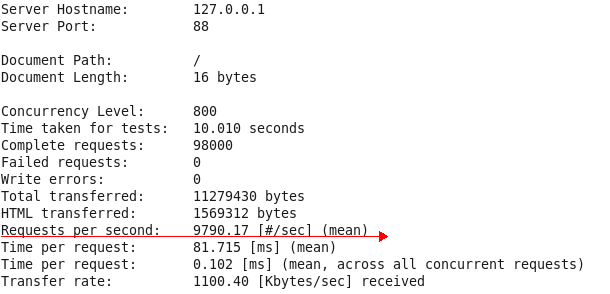 Server Hostname: 127.0.0.1
Server Port: 88
Document Path: /
Document Length: 16 bytes
Concurrency Level: 800
Time taken for tests: 10.010 seconds
Complete requests: 98000
Failed requests: 0
Write errors: 0
Total transferred: 11279430 bytes
HTML transferred: 1569312 bytes
Requests per second: 9790.17 [#/sec] (mean)
Time per request: 81.715 [ms] (mean)
Time per request: 0.102 [ms] (mean, across all concurrent requests)
Transfer rate: 1100.40 [Kbytes/sec] received